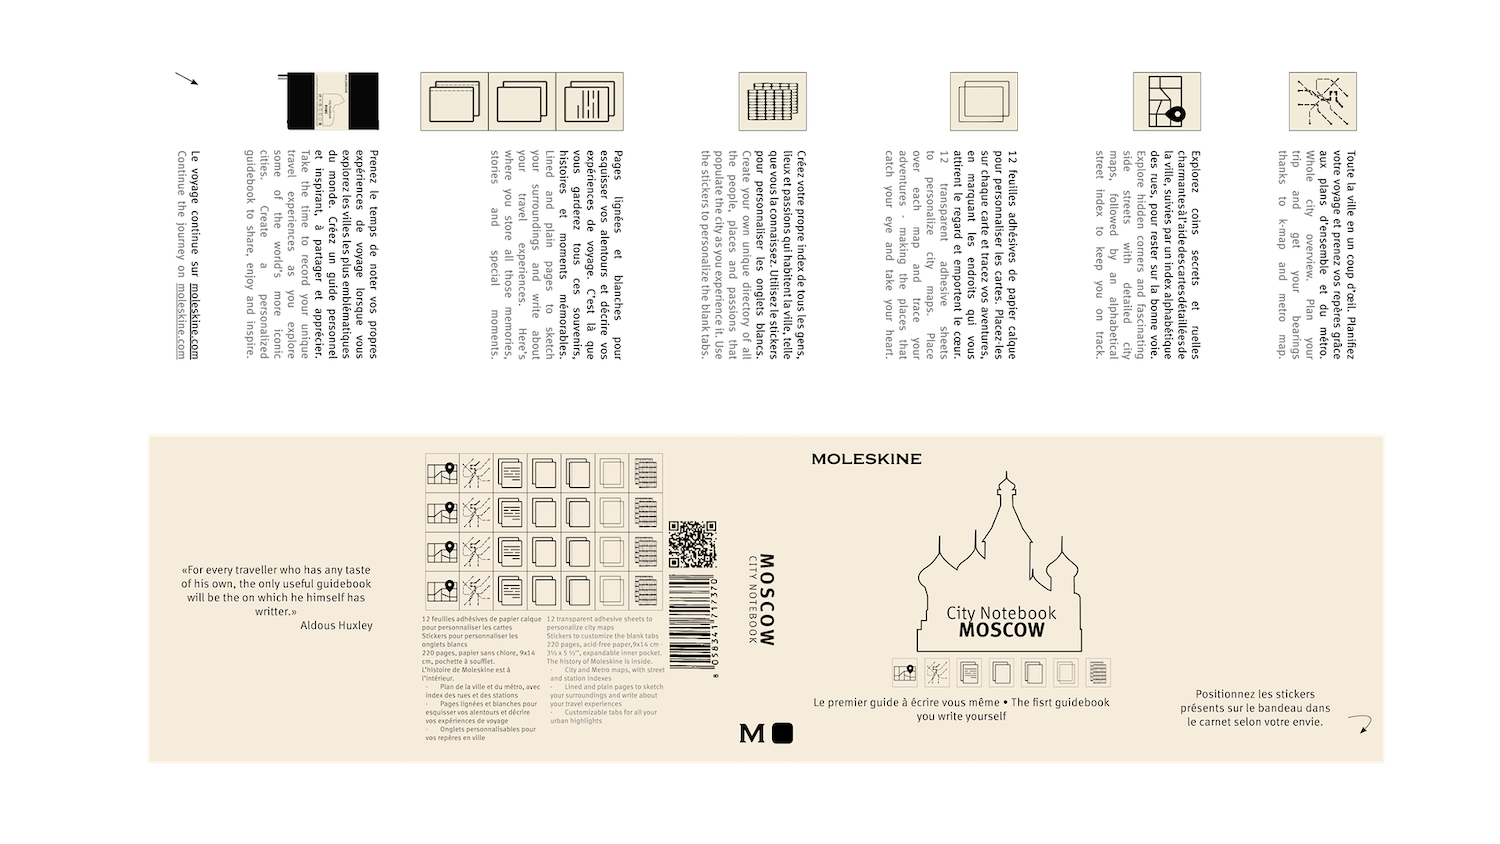 Toute la ville en un coup d'œil. Planifiez
votre voyage et prenez vos repères grâce
aux plans d'ensemble et du métro.
Whole city overview. Plan your
trip and get your bearings
thanks to k-map and metro map.
Explorez coins secrets et ruelles
charmantes à l'aide des cartes détaillées de
la ville, suivies par un index alphabétique
des rues, pour rester sur la bonne voie.
Explore hidden corners and fascinating
side streets with detailed city
maps, followed by an alphabetical
street index to keep you on track.
12 feuilles adhésives de papier calque
pour personaliser les cartes. Placez-les
sur chaque carte et tracez vos aventures,
en marquant les endroits qui vous
attirent le regard et emportent le cœur.
12 transparent adhesive sheets
to personalize city maps. Place
over each map and trace your
adventures - making the places that
catch your eye and take your heart.
Créez votre propre index de tous les gens,
lieux et passions qui habitent la ville, telle
que vous la connaissez. Utilisez le stickers
pour personnaliser les onglets blancs.
Create your own unique directory of all
the people, places and passions that
populate the city as you experience it. Use
the stickers to personalize the blank tabs.
Pages lignées et blanches pour
esquisser vos alentours et décrire vos
expériences de voyage. C'est là que
vous garderez tous ces souvenirs,
histoires et moments mémorables.
Lined and plain pages to sketch
your surroundings and write about
your travel experiences. Here's
where you store all those memories,
stories and special moments.
Prenez le temps de noter vos propres
expériences de voyage lorsque vous
explorez les villes les plus emblématiques
du monde. Créez un guide personnel
et inspirant, à partager et apprécier.
Take the time to record your unique
travel experiences as you explore
some of the world's more iconic
cities. Create a personalized
guidebook to share, enjoy and inspire.
Le voyage continue sur moleskine.com
Continue the journey on moleskine.com
«For every traveller who has any taste
of his own, the only useful guidebook
will be the on which he himself has
writter.»
Aldous Huxley
12 feuilles adhésives de papier calque
pour personaliser les cartes
Stickers pour personnaliser les
onglets blancs
220 pages, papier sans chlore, 9x14
cm, pochette à soufflet.
L'histoire de Moleskine est à
l'intérieur.
· Plan de la ville et du métro, avec
index des rues et des stations
· Pages lignées et blanches pour
esquisser vos alentours et décrire
vos expériences de voyage
· Onglets personnalisables pour
vos repères en ville
12 transparent adhesive sheets to
personalize city maps
Stickers to customize the blank tabs
220 pages, acid-free paper,9x14 cm -
3½ x 5 ½", expandable inner pocket.
The history of Moleskine is inside.
· City and Metro maps, with street
and station indexes
· Lined and plain pages to sketch
your surroundings and write about
your travel experiences
· Customizable tabs for all your
urban highlights
8 058341 717370
MOSCOW
CITY NOTEBOOK
M
MOLESKINE
City Notebook
MOSCOW
Le premier guide à écrire vous même • The fisrt guidebook
you write yourself
Positionnez les stickers
présents sur le bandeau dans
le carnet selon votre envie.